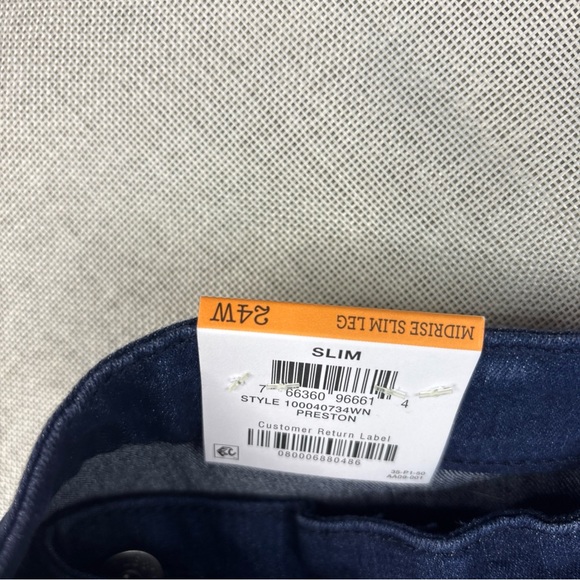 MIDRISE SLIM LEG 24W
SLIM
7 66360 96661 4
STYLE 100040734WN
PRESTON
Customer Return Label
080006880486